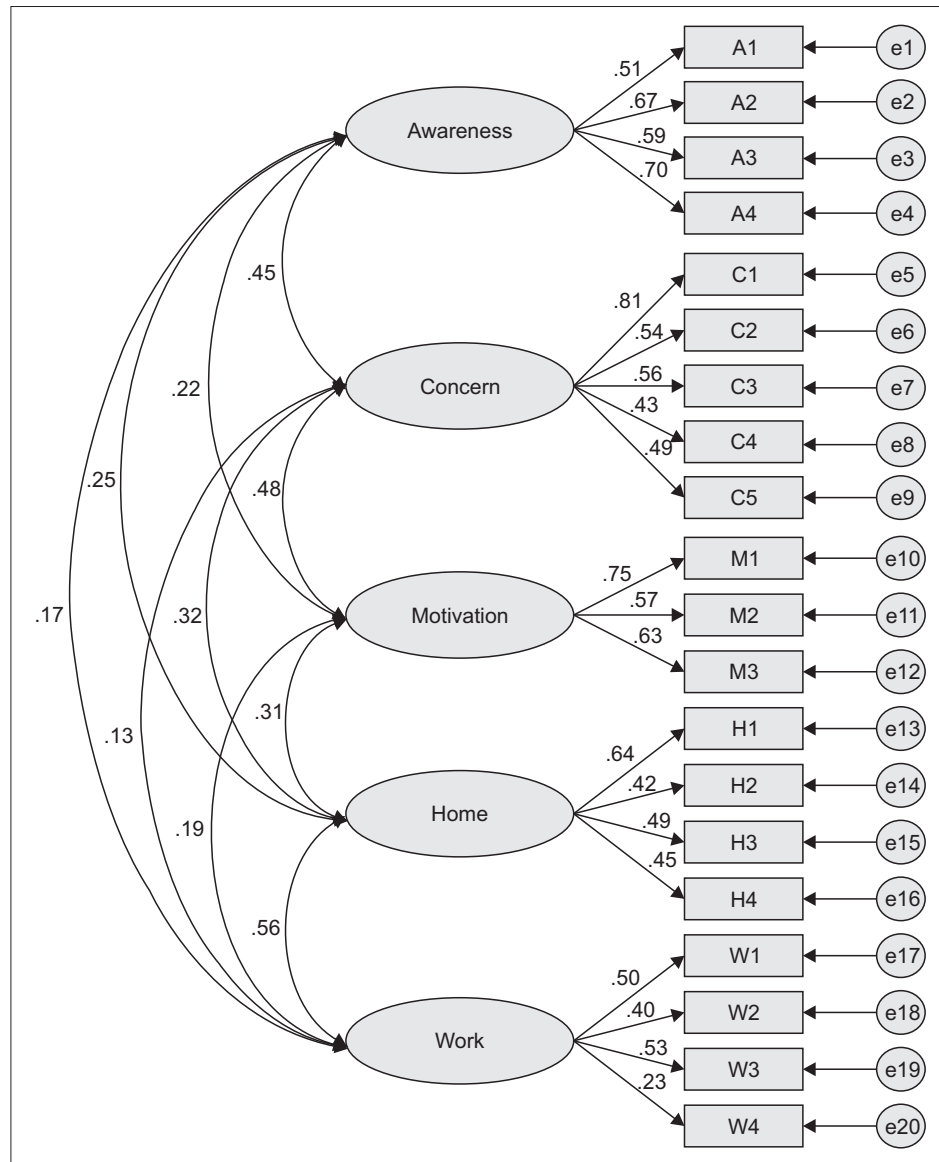 A1
e1
.51
A2
e2
.67
Awareness
.59
A3
e3
.70
A4
e4
C1
e5
.45
.81
C2
e6
.54
Concern
.56
C3
e7
.22
.43
C4
e8
.49
.25
.48
C5
e9
M1
e10
.75
.17
.32
Motivation
.57
M2
e11
.63
M3
e12
.31
H1
e13
.13
.64
H2
e14
.42
Home
.19
.49
H3
e15
.45
H4
e16
.56
W1
e17
.50
W2
e18
.40
Work
.53
W3
e19
.23
W4
e20